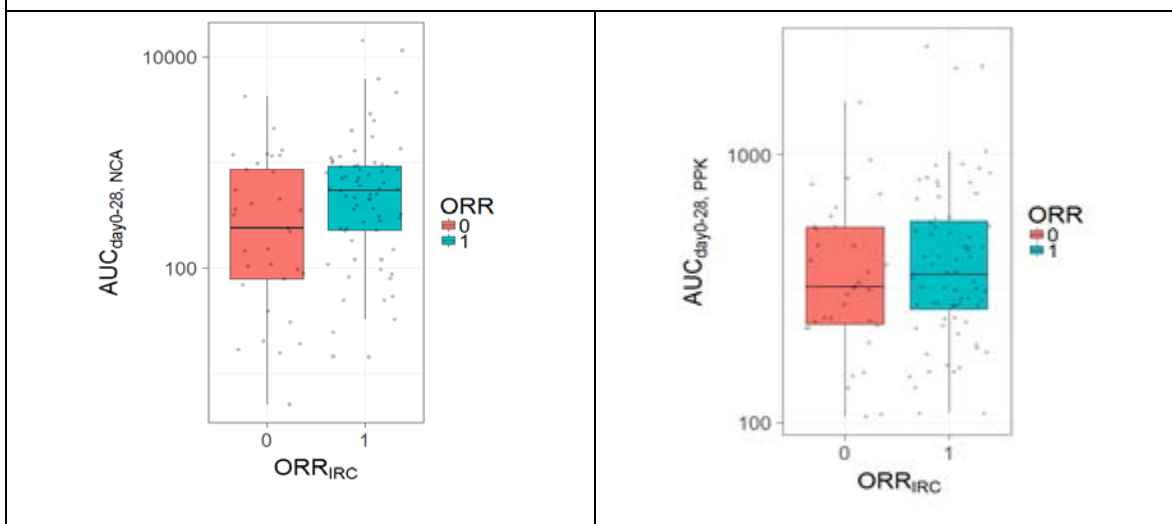 10000
100
AUCday0-28, NCA
0 1
ORRIRC
ORR
0
1
1000
100
AUCday0-28, PPK
0 1
ORRIRC
ORR
0
1